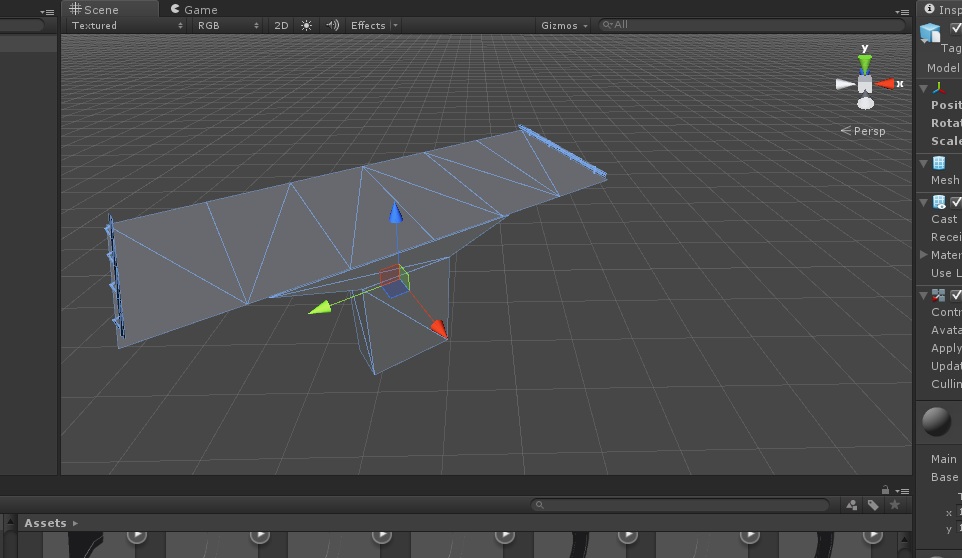 Scene
Game
Textured
RGB
2D
Effects
Gizmos
All
y
x
Persp
Assets
Insp
Tag
Model
Posit
Rotat
Scale
Mesh
Cast
Recei
Mater
Use L
Contr
Avata
Apply
Updat
Cullin
Main
Base
x
y